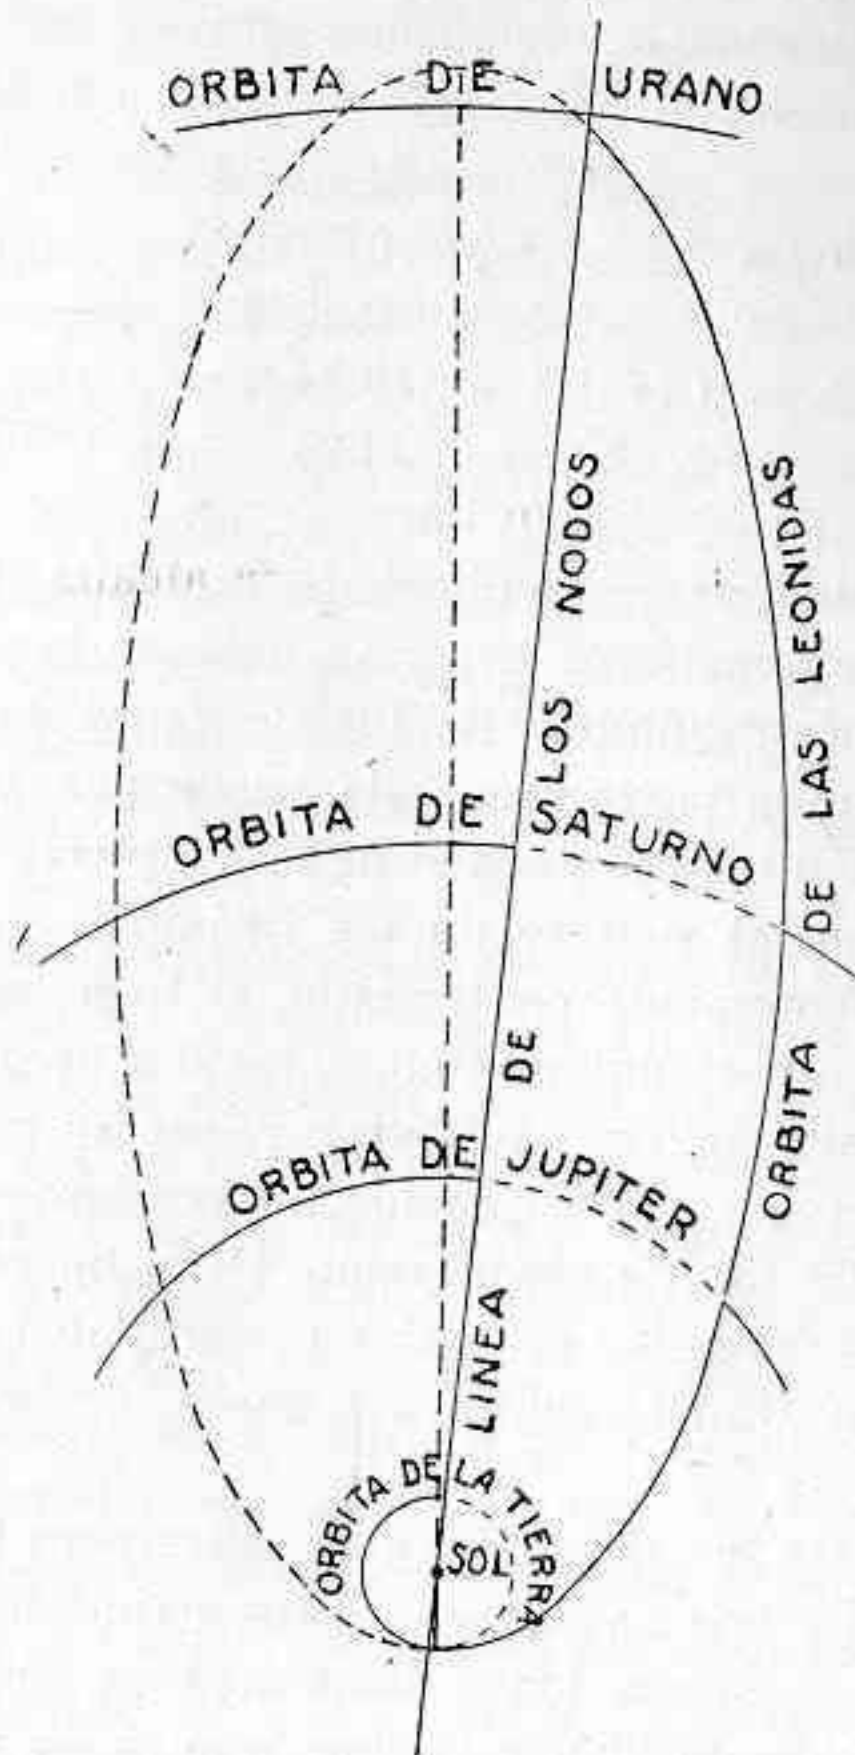 ORBITA DE URANO
LINEA DE LOS NODOS
ORBITA DE LAS LEONIDAS
ORBITA DE SATURNO
ORBITA DE JUPITER
ORBITA DE LA TIERRA
SOL